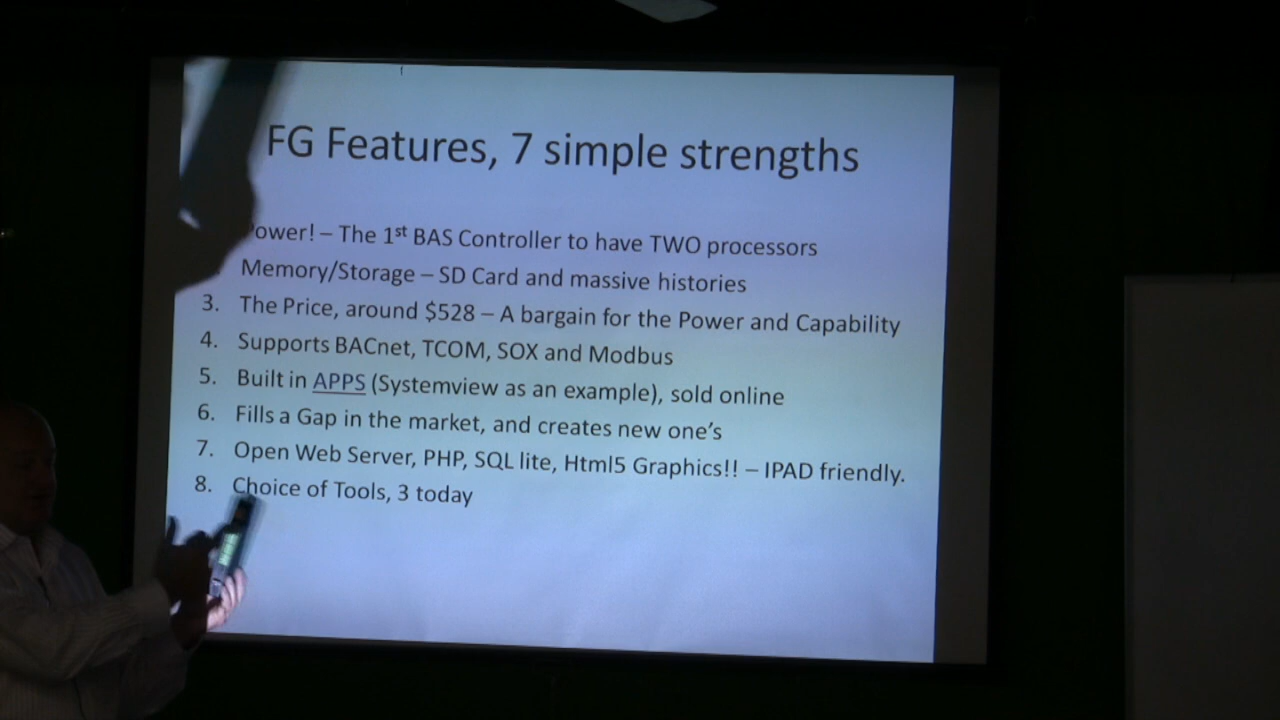 FG Features, 7 simple strengths
ower! – The 1st BAS Controller to have TWO processors
Memory/Storage – SD Card and massive histories
3. The Price, around $528 – A bargain for the Power and Capability
4. Supports BACnet, TCOM, SOX and Modbus
5. Built in APPS (Systemview as an example), sold online
6. Fills a Gap in the market, and creates new one's
7. Open Web Server, PHP, SQL lite, Html5 Graphics!! – IPAD friendly.
8. Choice of Tools, 3 today